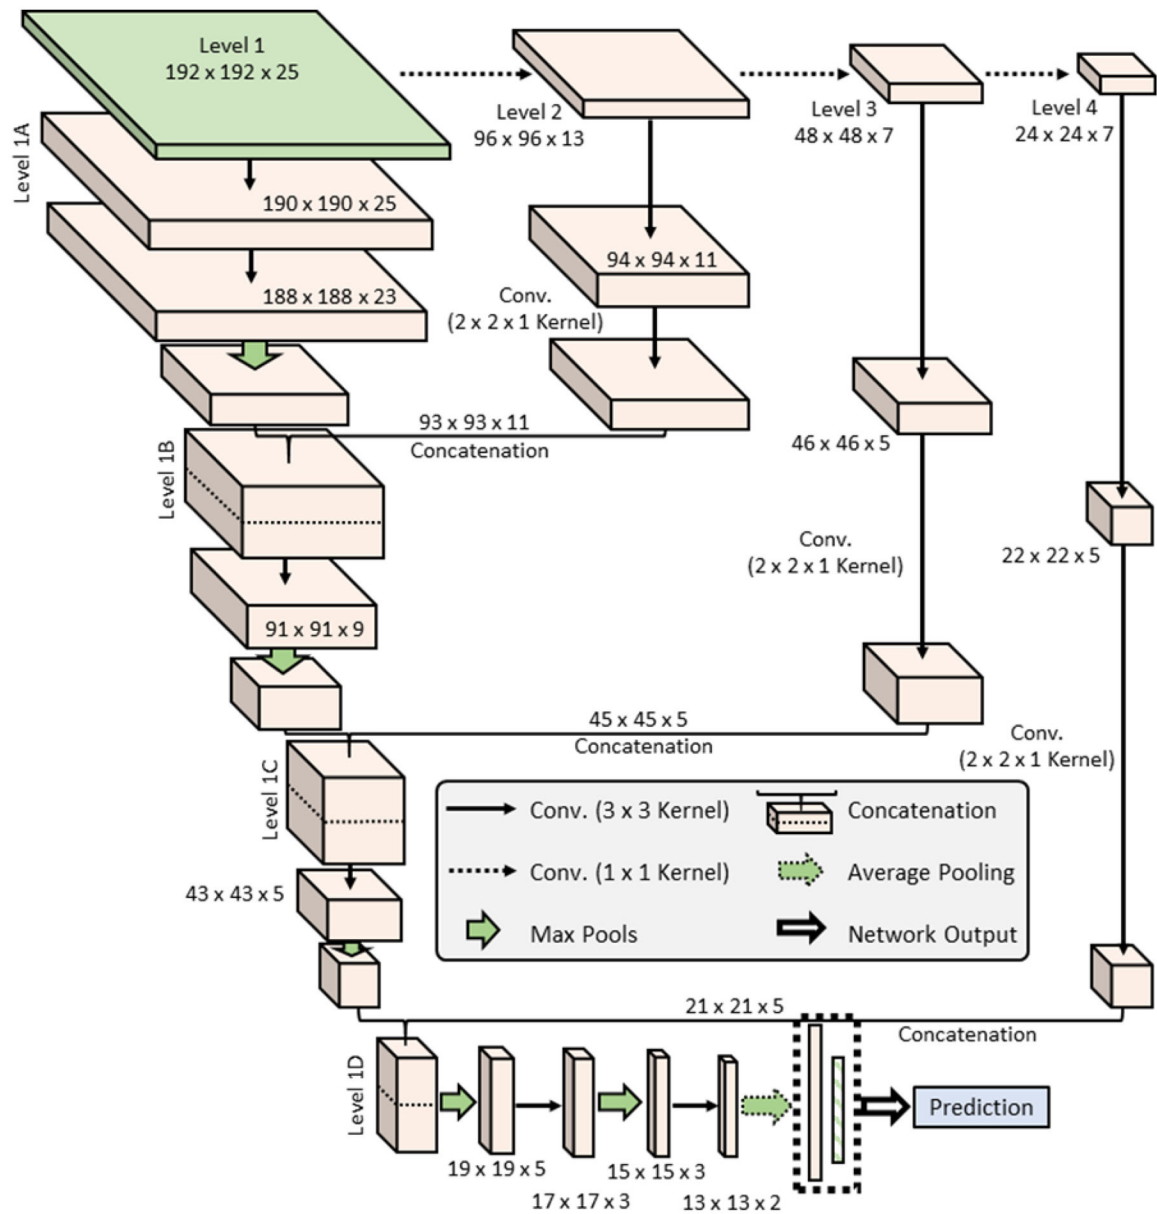 Level 1
192 x 192 x 25
Level 2
96 x 96 x 13
Level 3
48 x 48 x 7
Level 4
24 x 24 x 7
Level 1A
190 x 190 x 25
188 x 188 x 23
94 x 94 x 11
Conv.
(2 x 2 x 1 Kernel)
93 x 93 x 11
Concatenation
46 x 46 x 5
Level 1B
Conv.
(2 x 2 x 1 Kernel)
22 x 22 x 5
91 x 91 x 9
45 x 45 x 5
Concatenation
Conv.
(2 x 2 x 1 Kernel)
Level 1C
Conv. (3 x 3 Kernel)
Concatenation
Conv. (1 x 1 Kernel)
Average Pooling
Max Pools
Network Output
43 x 43 x 5
21 x 21 x 5
Concatenation
Level 1D
Prediction
19 x 19 x 5
15 x 15 x 3
17 x 17 x 3
13 x 13 x 2